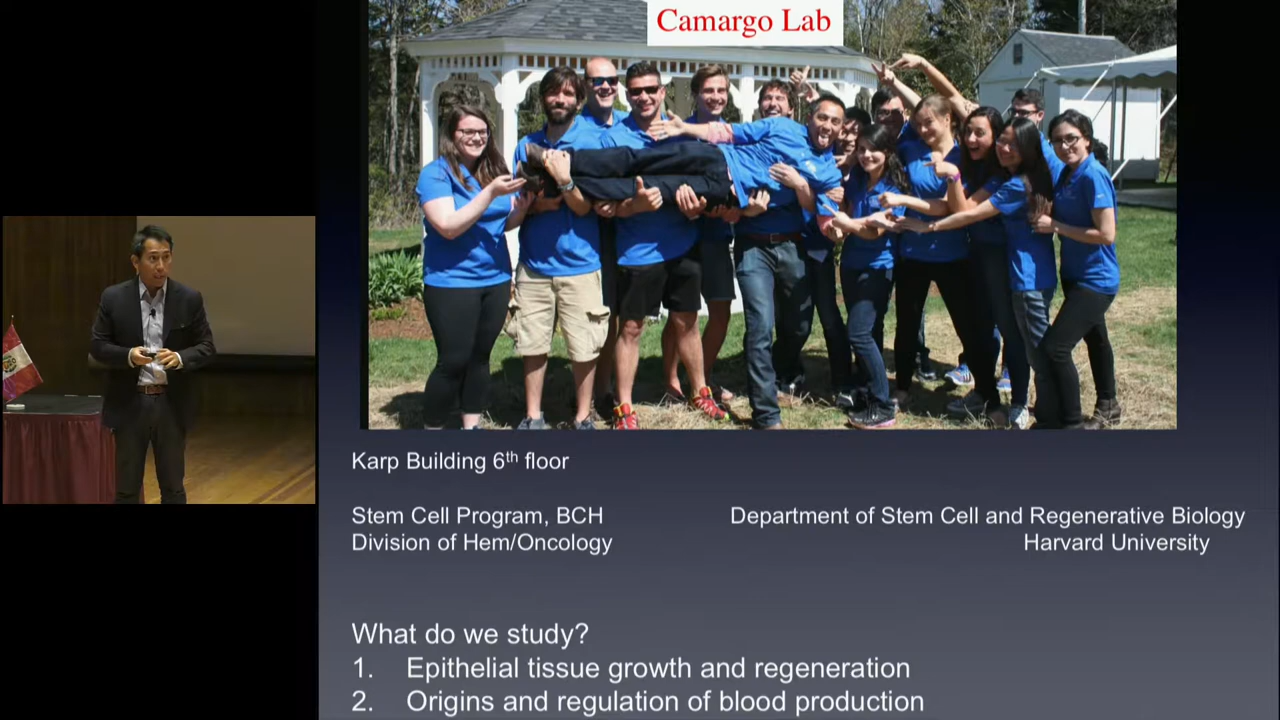 Camargo Lab
Karp Building 6th floor
Stem Cell Program, BCH
Division of Hem/Oncology
Department of Stem Cell and Regenerative Biology
Harvard University
What do we study?
1. Epithelial tissue growth and regeneration
2. Origins and regulation of blood production